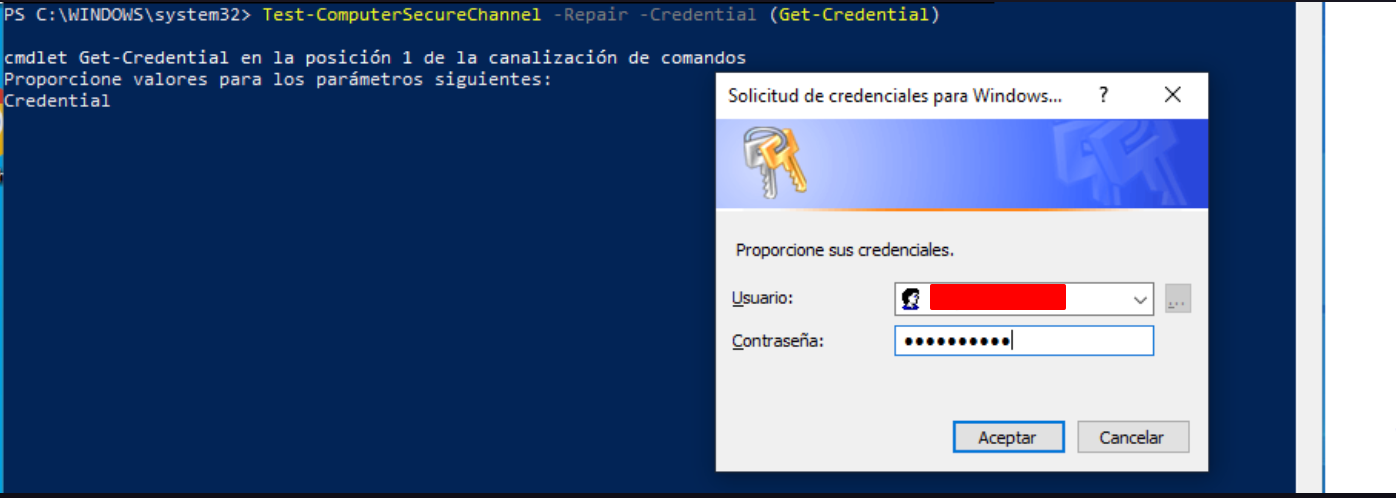 PS C:\WINDOWS\system32> Test-ComputerSecureChannel -Repair -Credential (Get-Credential)
cmdlet Get-Credential en la posición 1 de la canalización de comandos
Proporcione valores para los parámetros siguientes:
Credential
Solicitud de credenciales para Windows... ?
Proporcione sus credenciales.
Usuario:
...
Contraseña: ••••••••••
Aceptar Cancelar